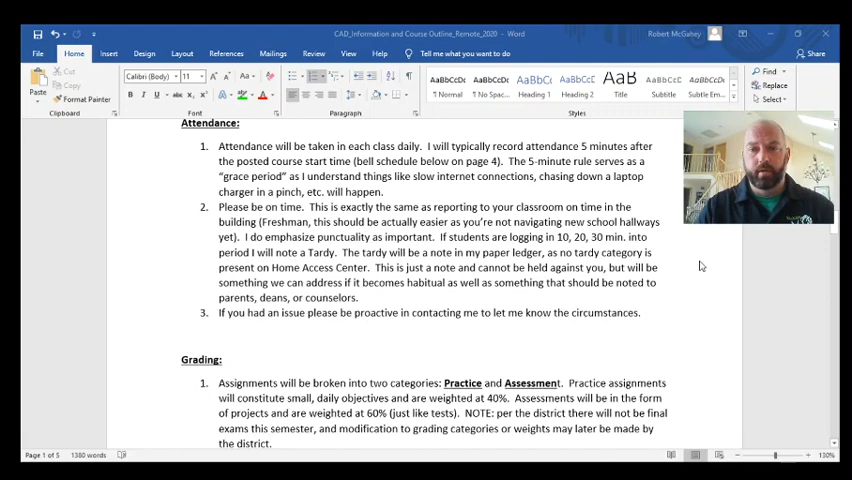 CAD_Information and Course Outline_Remote_2020 - Word
Robert McGahey
File Home Insert Design Layout References Mailings Review View Help Tell me what you want to do Share
Paste
Cut
Copy
Format Painter
Clipboard
Calibri (Body) 11
Font
Paragraph
AaBbCcDc AaBbCcDc AaBbCc AaBbCcC AaB AaBbCcD AaBbCcDc
¶ Normal ¶ No Spac... Heading 1 Heading 2 Title Subtitle Subtle Em...
Styles
Find
Replace
Select
Editing
Attendance:
1. Attendance will be taken in each class daily. I will typically record attendance 5 minutes after
the posted course start time (bell schedule below on page 4). The 5-minute rule serves as a
“grace period” as I understand things like slow internet connections, chasing down a laptop
charger in a pinch, etc. will happen.
2. Please be on time. This is exactly the same as reporting to your classroom on time in the
building (Freshman, this should be actually easier as you’re not navigating new school hallways
yet). I do emphasize punctuality as important. If students are logging in 10, 20, 30 min. into
period I will note a Tardy. The tardy will be a note in my paper ledger, as no tardy category is
present on Home Access Center. This is just a note and cannot be held against you, but will be
something we can address if it becomes habitual as well as something that should be noted to
parents, deans, or counselors.
3. If you had an issue please be proactive in contacting me to let me know the circumstances.
Grading:
1. Assignments will be broken into two categories: Practice and Assessment. Practice assignments
will constitute small, daily objectives and are weighted at 40%. Assessments will be in the form
of projects and are weighted at 60% (just like tests). NOTE: per the district there will not be final
exams this semester, and modification to grading categories or weights may later be made by
the district.
Page 1 of 5 1380 words
130%